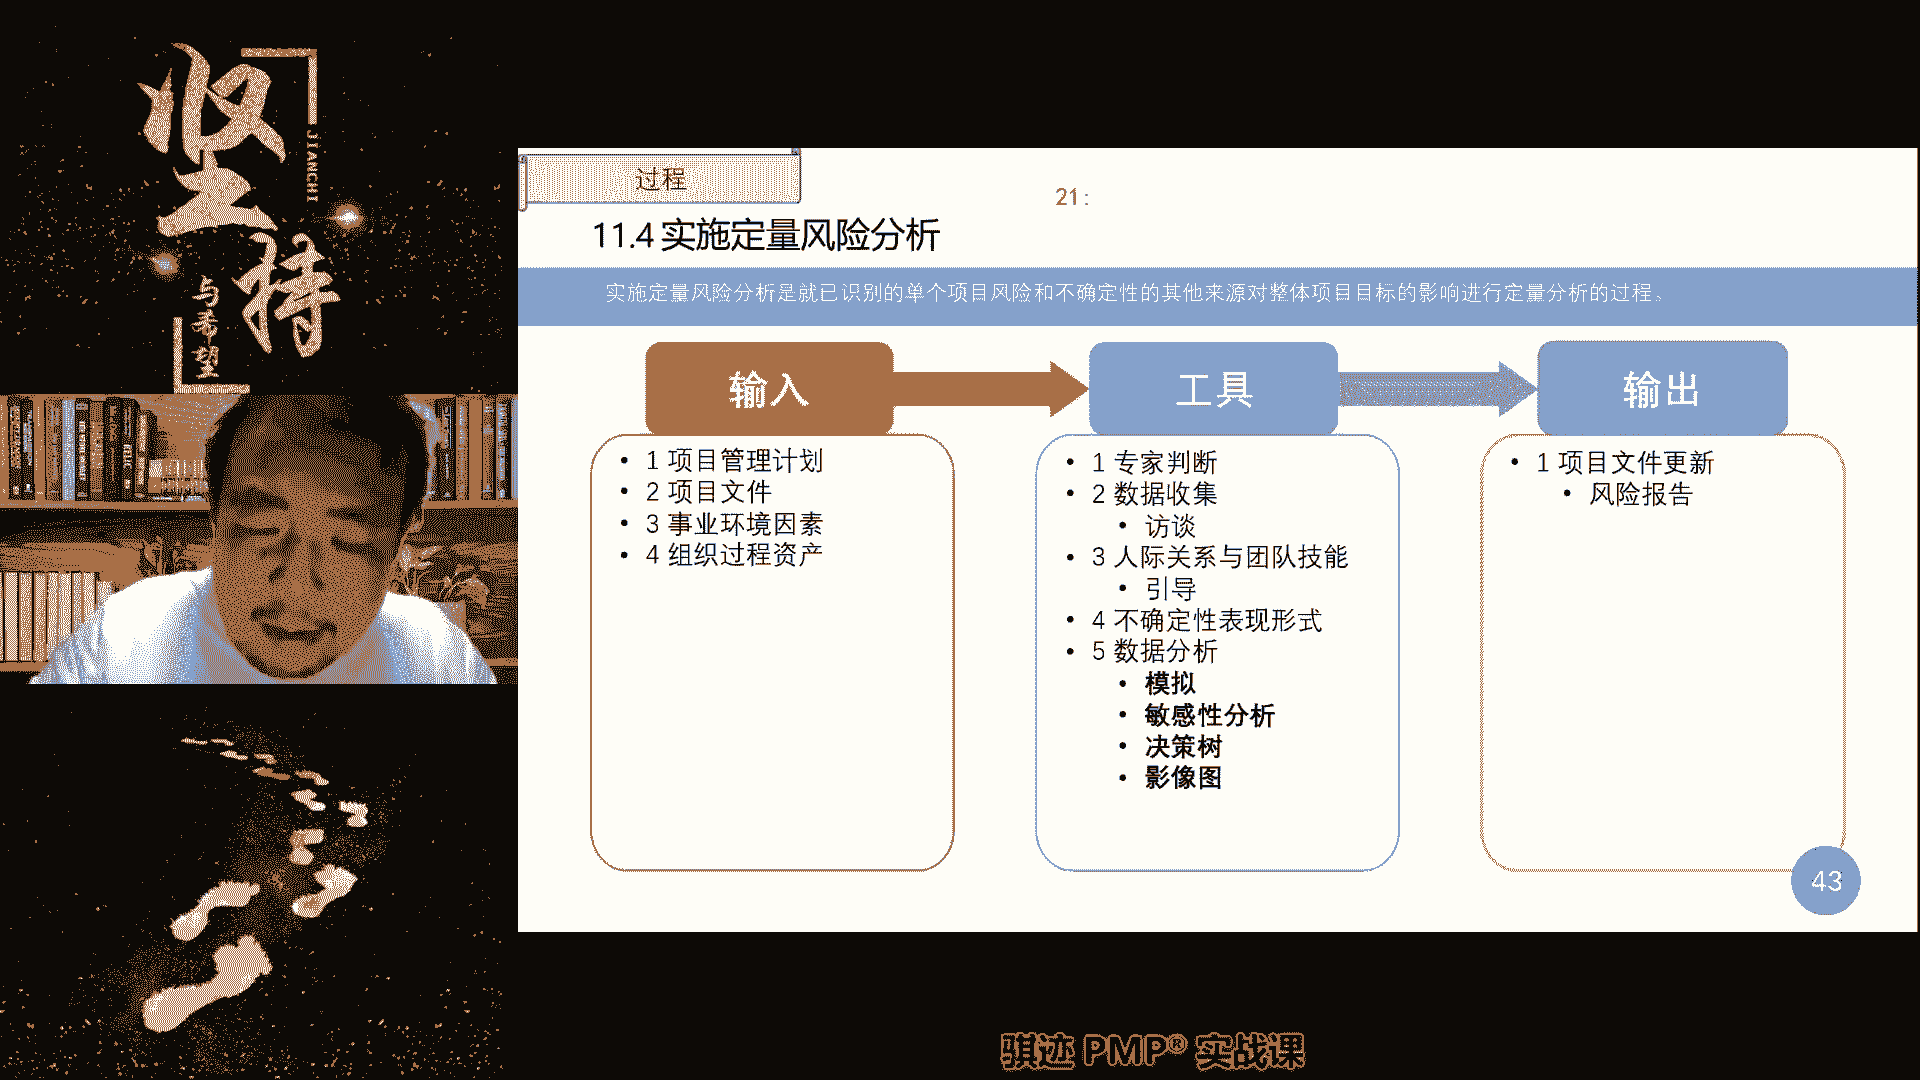 坚持
JIANCHI
与希望
过程
21:
11.4 实施定量风险分析
实施定量风险分析是就已识别的单个项目风险和不确定性的其他来源对整体项目目标的影响进行定量分析的过程。
输入
• 1 项目管理计划
• 2 项目文件
• 3 事业环境因素
• 4 组织过程资产
工具
• 1 专家判断
• 2 数据收集
• 访谈
• 3 人际关系与团队技能
• 引导
• 4 不确定性表现形式
• 5 数据分析
• 模拟
• 敏感性分析
• 决策树
• 影像图
输出
• 1 项目文件更新
• 风险报告
43
骐迹 PMP® 实战课